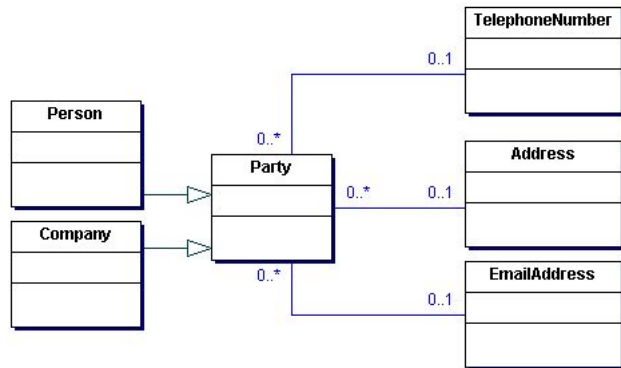 TelephoneNumber
0..1
Person
0..*
Party
Address
0..*
0..1
Company
EmailAddress
0..*
0..1